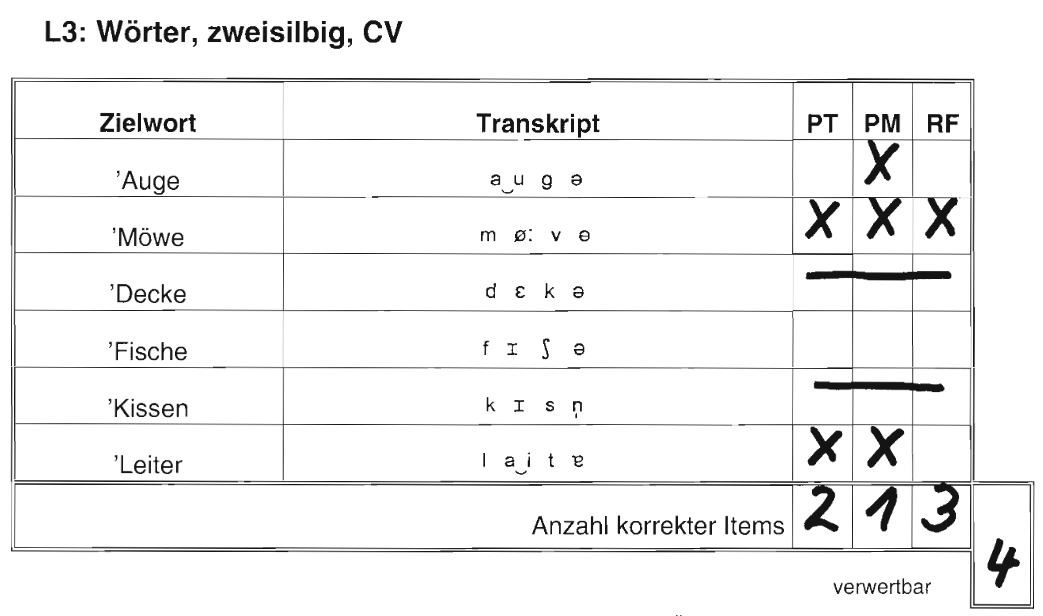 L3: Wörter, zweisilbig, CV
Zielwort Transkript PT PM RF
'Auge a‿u g ə X
'Möwe m ø: v ə X X X
'Decke d ɛ k ə
'Fische f ɪ ʃ ə
'Kissen k ɪ s n̩
'Leiter l a‿i t ɐ X X
Anzahl korrekter Items 2 1 3
4
verwertbar